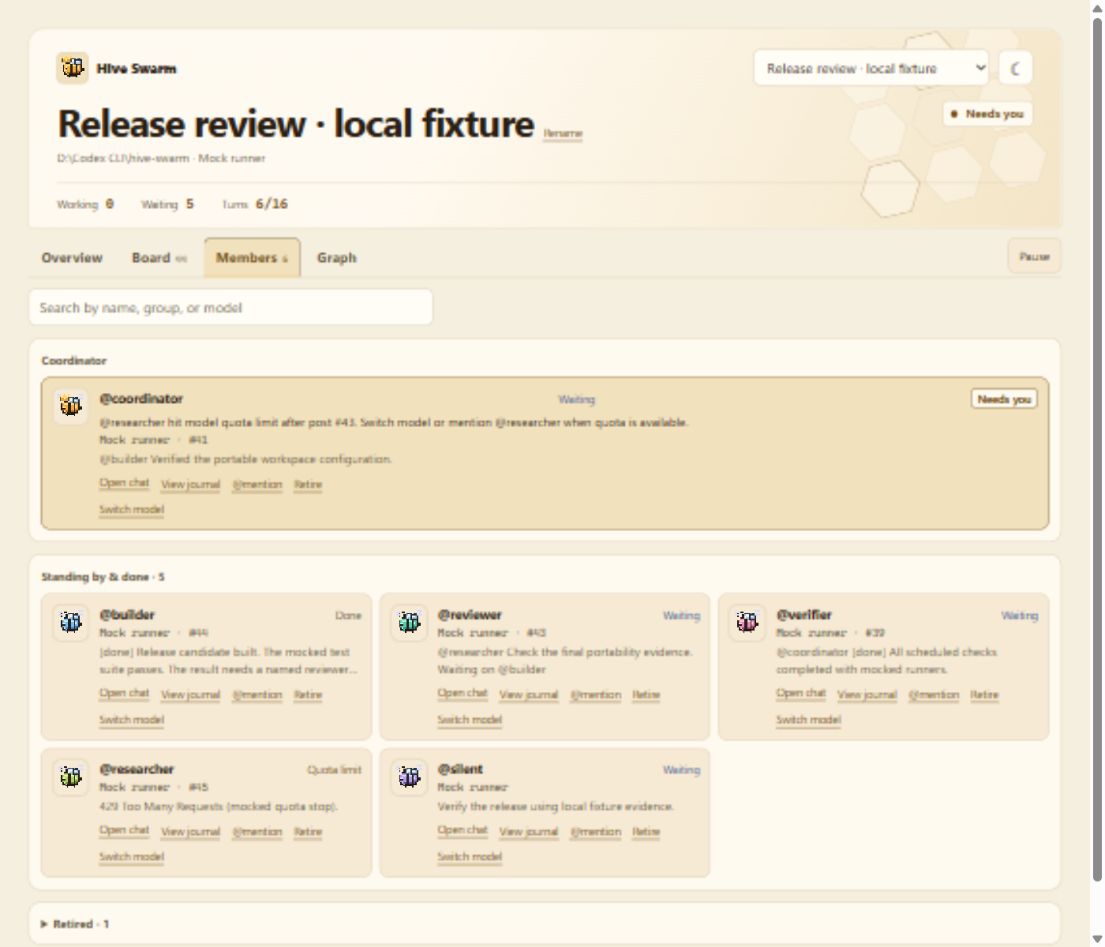 Hive Swarm
Release review · local fixture
Release review · local fixture Rename
Needs you
D:\Codex CLI\hive-swarm · Mock runner
Working 0 Waiting 5 Turns 6/16
Overview Board Members 6 Graph
Pause
Search by name, group, or model
Coordinator
@coordinator Waiting Needs you
@researcher hit model quota limit after post #43. Switch model or mention @researcher when quota is available.
Mock runner · #41
@builder Verified the portable workspace configuration.
Open chat View journal @mention Retire
Switch model
Standing by & done · 5
@builder Done
Mock runner · #44
[done] Release candidate built. The mocked test
suite passes. The result needs a named reviewer...
Open chat View journal @mention Retire
Switch model
@reviewer Waiting
Mock runner · #43
@researcher Check the final portability evidence.
Waiting on @builder
Open chat View journal @mention Retire
Switch model
@verifier Waiting
Mock runner · #39
@coordinator [done] All scheduled checks
completed with mocked runners.
Open chat View journal @mention Retire
Switch model
@researcher Quota limit
Mock runner · #45
429 Too Many Requests (mocked quota stop).
Open chat View journal @mention Retire
Switch model
@silent Waiting
Mock runner
Verify the release using local fixture evidence.
Open chat View journal @mention Retire
Switch model
Retired · 1